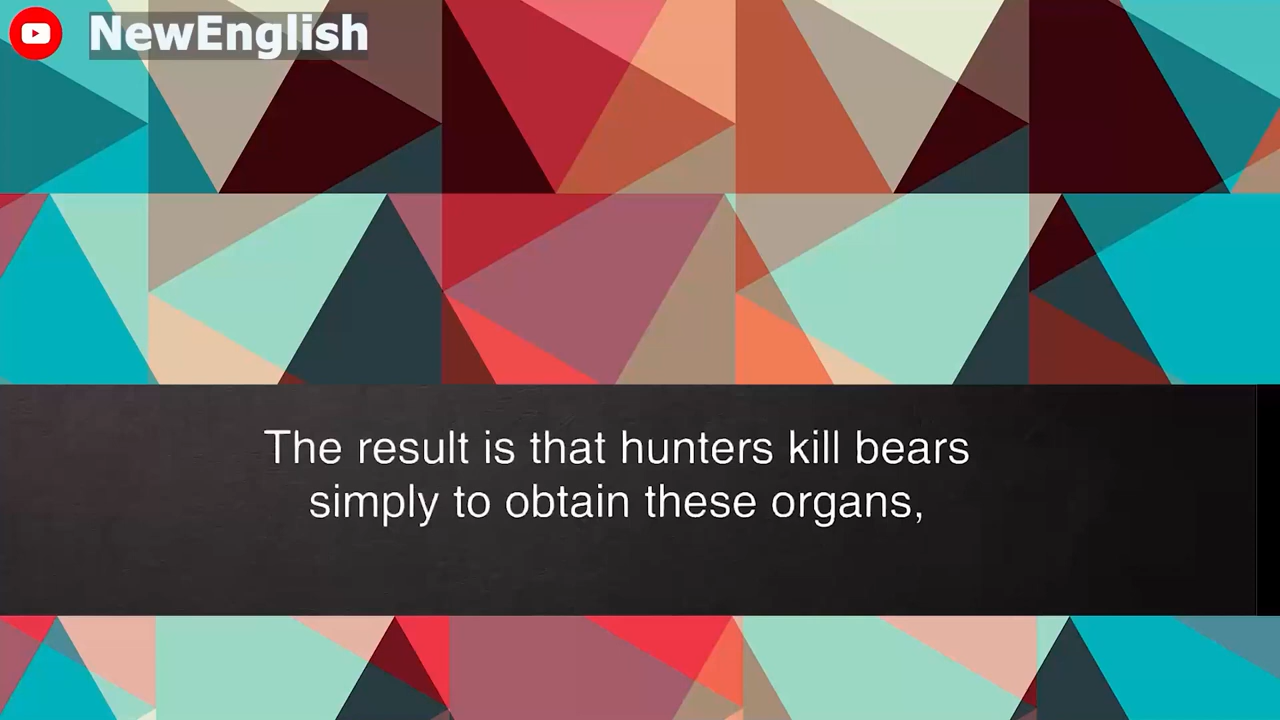 NewEnglish
The result is that hunters kill bears
simply to obtain these organs,